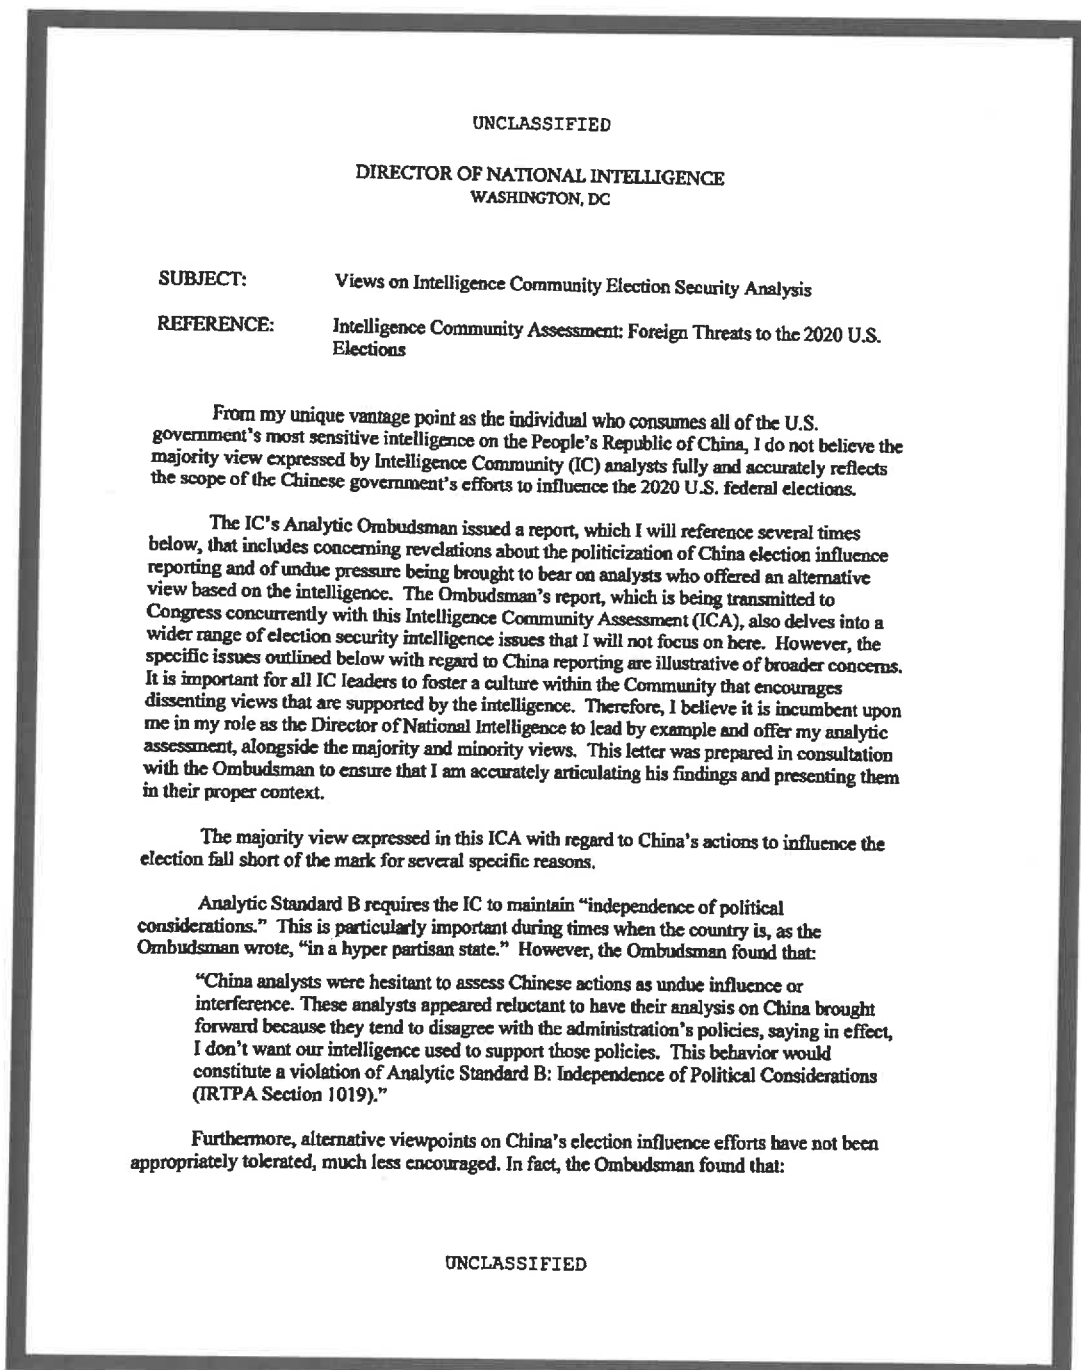 UNCLASSIFIED
DIRECTOR OF NATIONAL INTELLIGENCE
WASHINGTON, DC
SUBJECT: Views on Intelligence Community Election Security Analysis
REFERENCE: Intelligence Community Assessment: Foreign Threats to the 2020 U.S.
Elections
From my unique vantage point as the individual who consumes all of the U.S.
government's most sensitive intelligence on the People's Republic of China, I do not believe the
majority view expressed by Intelligence Community (IC) analysts fully and accurately reflects
the scope of the Chinese government's efforts to influence the 2020 U.S. federal elections.
The IC's Analytic Ombudsman issued a report, which I will reference several times
below, that includes concerning revelations about the politicization of China election influence
reporting and of undue pressure being brought to bear on analysts who offered an alternative
view based on the intelligence. The Ombudsman's report, which is being transmitted to
Congress concurrently with this Intelligence Community Assessment (ICA), also delves into a
wider range of election security intelligence issues that I will not focus on here. However, the
specific issues outlined below with regard to China reporting are illustrative of broader concerns.
It is important for all IC leaders to foster a culture within the Community that encourages
dissenting views that are supported by the intelligence. Therefore, I believe it is incumbent upon
me in my role as the Director of National Intelligence to lead by example and offer my analytic
assessment, alongside the majority and minority views. This letter was prepared in consultation
with the Ombudsman to ensure that I am accurately articulating his findings and presenting them
in their proper context.
The majority view expressed in this ICA with regard to China's actions to influence the
election fall short of the mark for several specific reasons.
Analytic Standard B requires the IC to maintain “independence of political
considerations.” This is particularly important during times when the country is, as the
Ombudsman wrote, “in a hyper partisan state.” However, the Ombudsman found that:
“China analysts were hesitant to assess Chinese actions as undue influence or
interference. These analysts appeared reluctant to have their analysis on China brought
forward because they tend to disagree with the administration's policies, saying in effect,
I don't want our intelligence used to support those policies. This behavior would
constitute a violation of Analytic Standard B: Independence of Political Considerations
(IRTPA Section 1019).”
Furthermore, alternative viewpoints on China's election influence efforts have not been
appropriately tolerated, much less encouraged. In fact, the Ombudsman found that:
UNCLASSIFIED